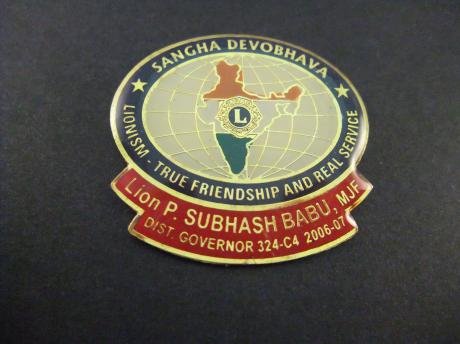 SANGHA DEVOBHAVA
L
LIONISM - TRUE FRIENDSHIP AND REAL SERVICE
Lion P. SUBHASH BABU, MJF
DIST. GOVERNOR 324-C4 2006-07